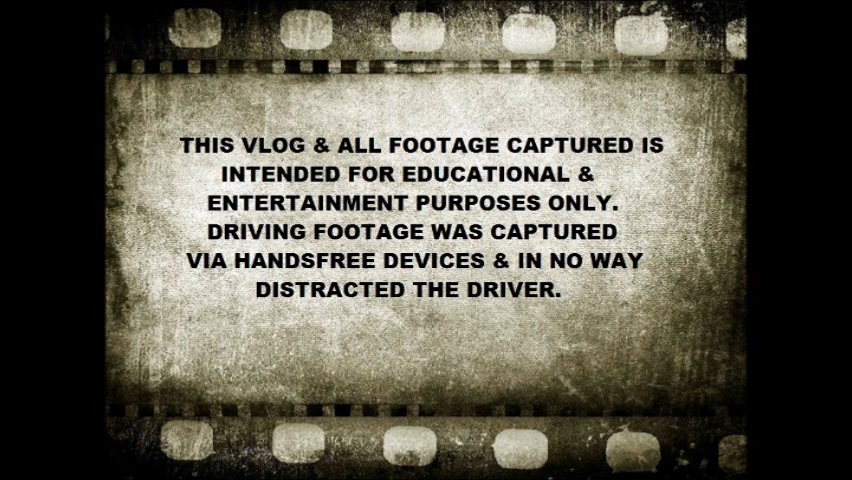 THIS VLOG & ALL FOOTAGE CAPTURED IS
INTENDED FOR EDUCATIONAL &
ENTERTAINMENT PURPOSES ONLY.
DRIVING FOOTAGE WAS CAPTURED
VIA HANDSFREE DEVICES & IN NO WAY
DISTRACTED THE DRIVER.